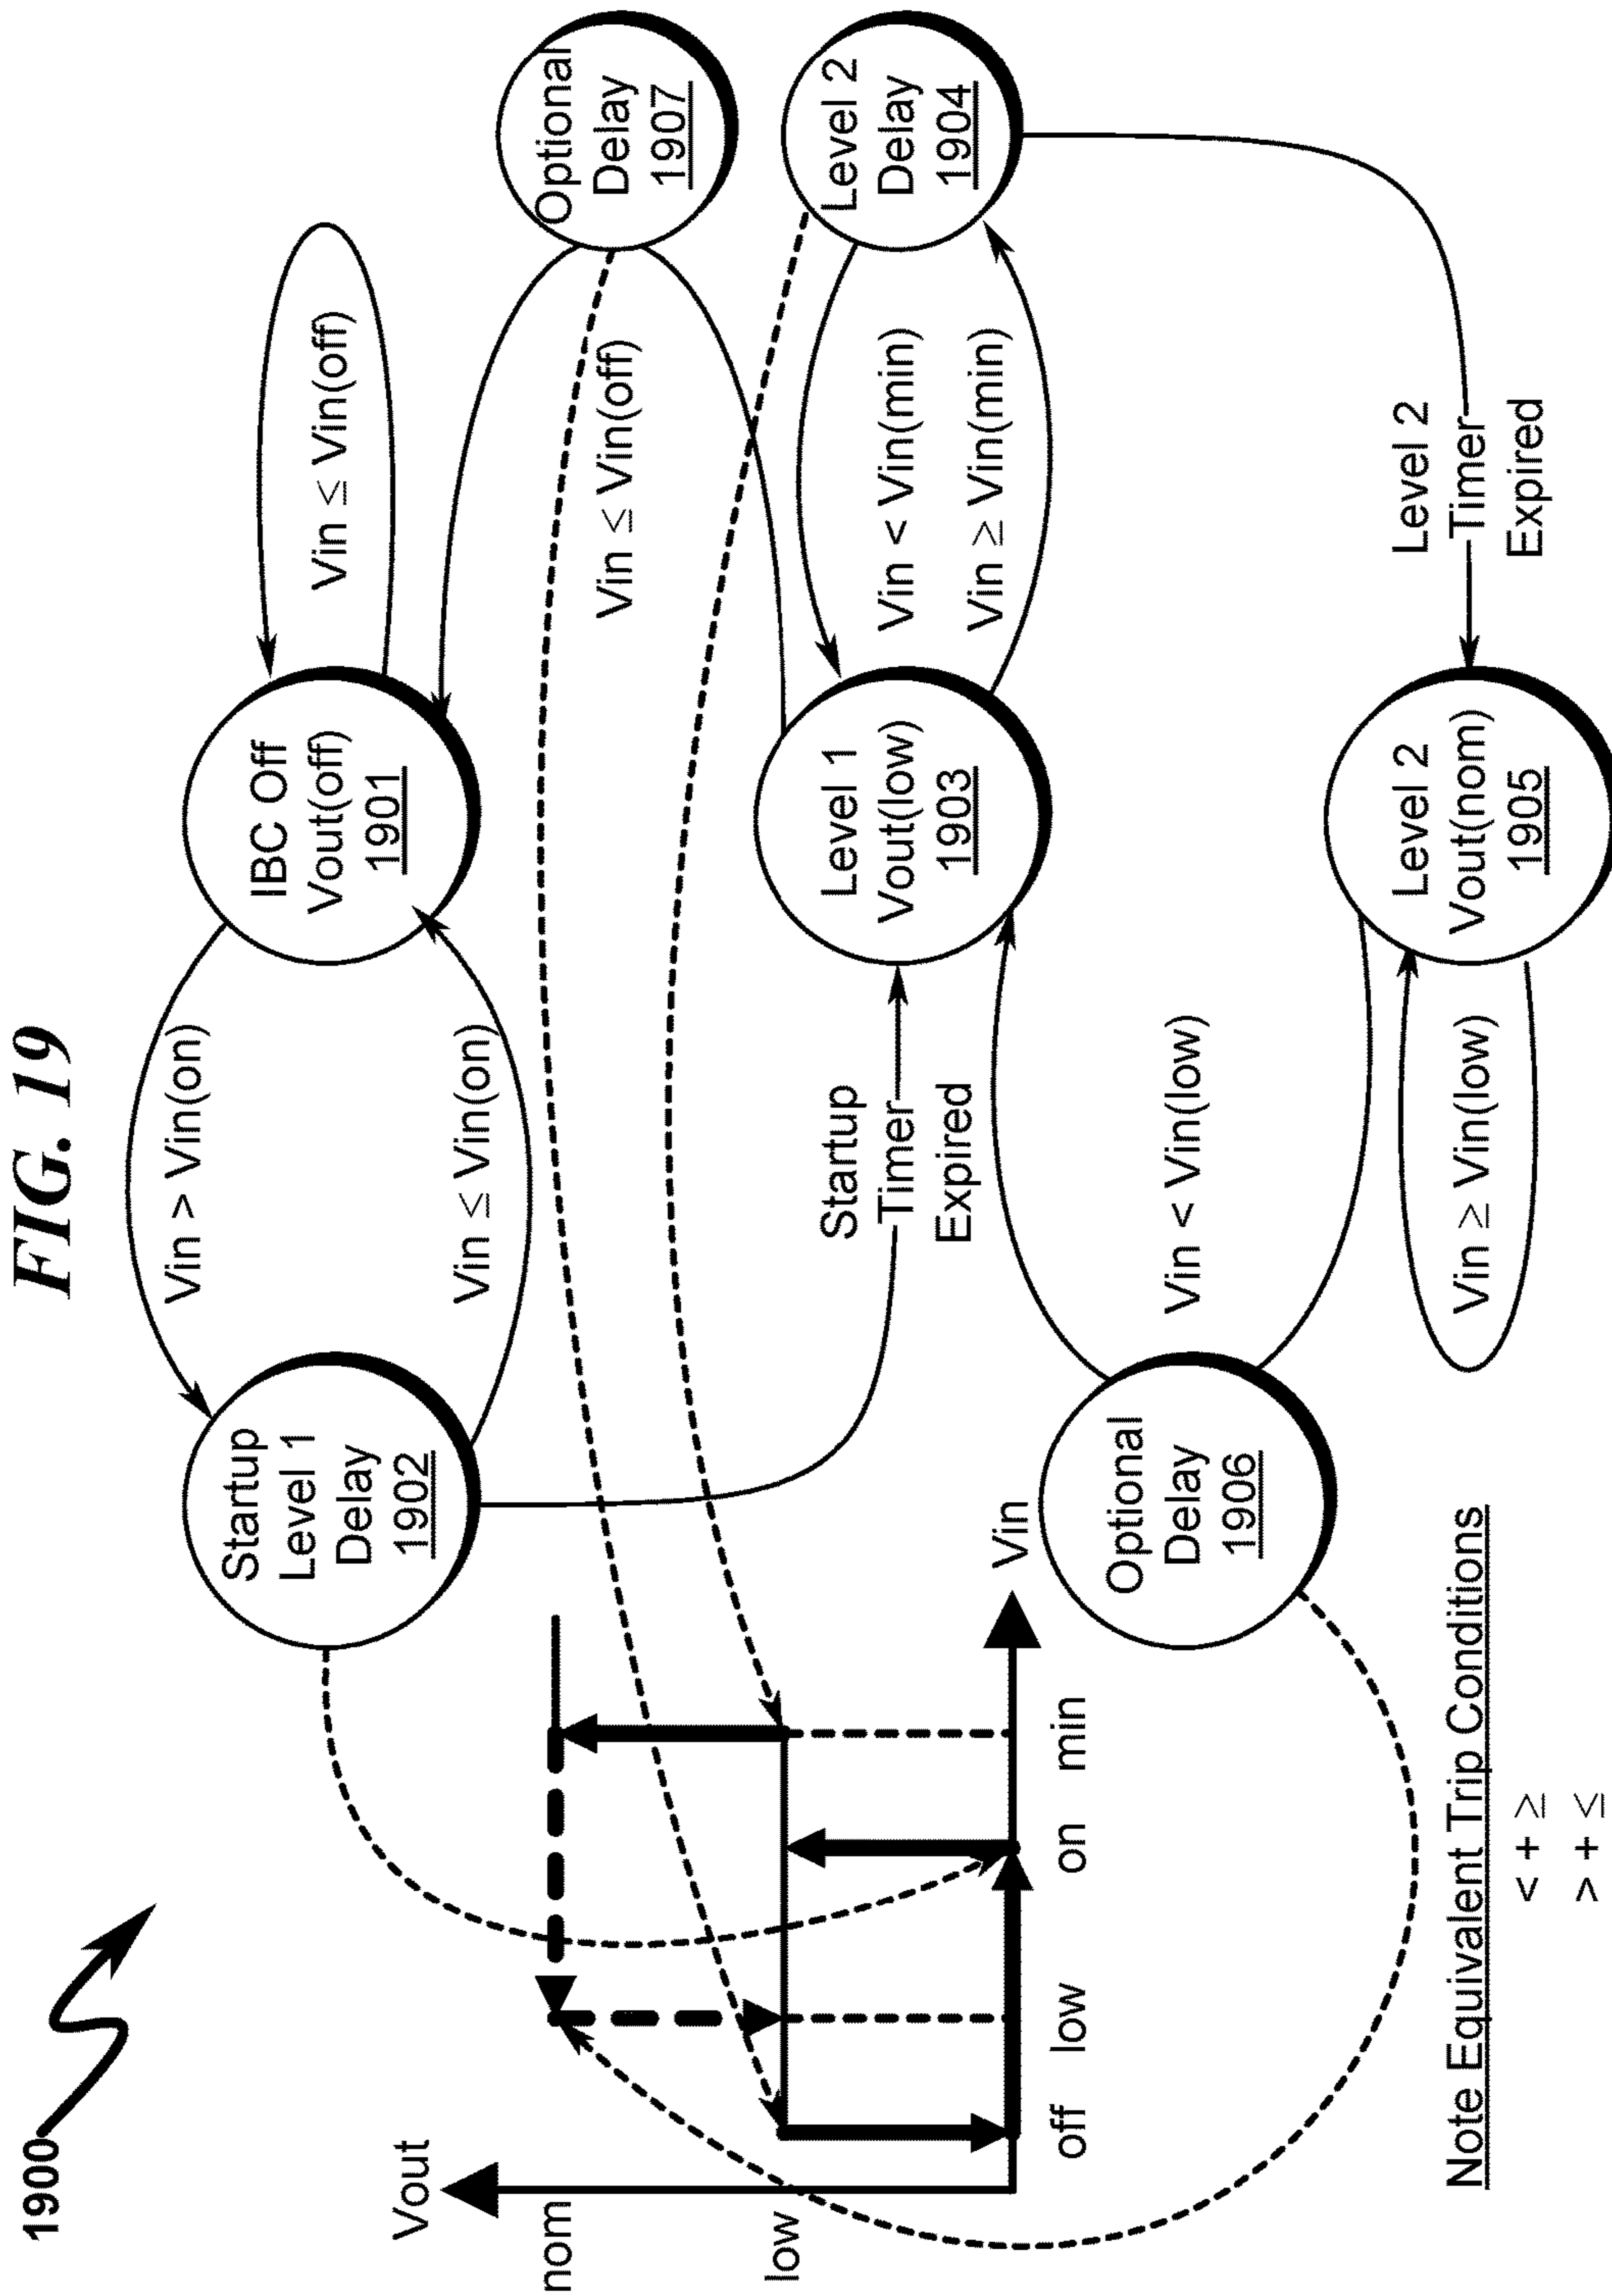 FIG. 19
1900
Vin > Vin(on)
Vin ≤ Vin(on)
Vin ≤ Vin(off)
Startup
Level 1
Delay
1902
IBC Off
Vout(off)
1901
Vout
nom
low
off
low
on
min
Vin
Vin ≤ Vin(off)
Optional
Delay
1907
Startup
Timer
Expired
Level 1
Vout(low)
1903
Vin < Vin(min)
Vin ≥ Vin(min)
Level 2
Delay
1904
Optional
Delay
1906
Vin < Vin(low)
Vin ≥ Vin(low)
Level 2
Vout(nom)
1905
Level 2
Timer
Expired
Note Equivalent Trip Conditions
< + ≥
> + ≤